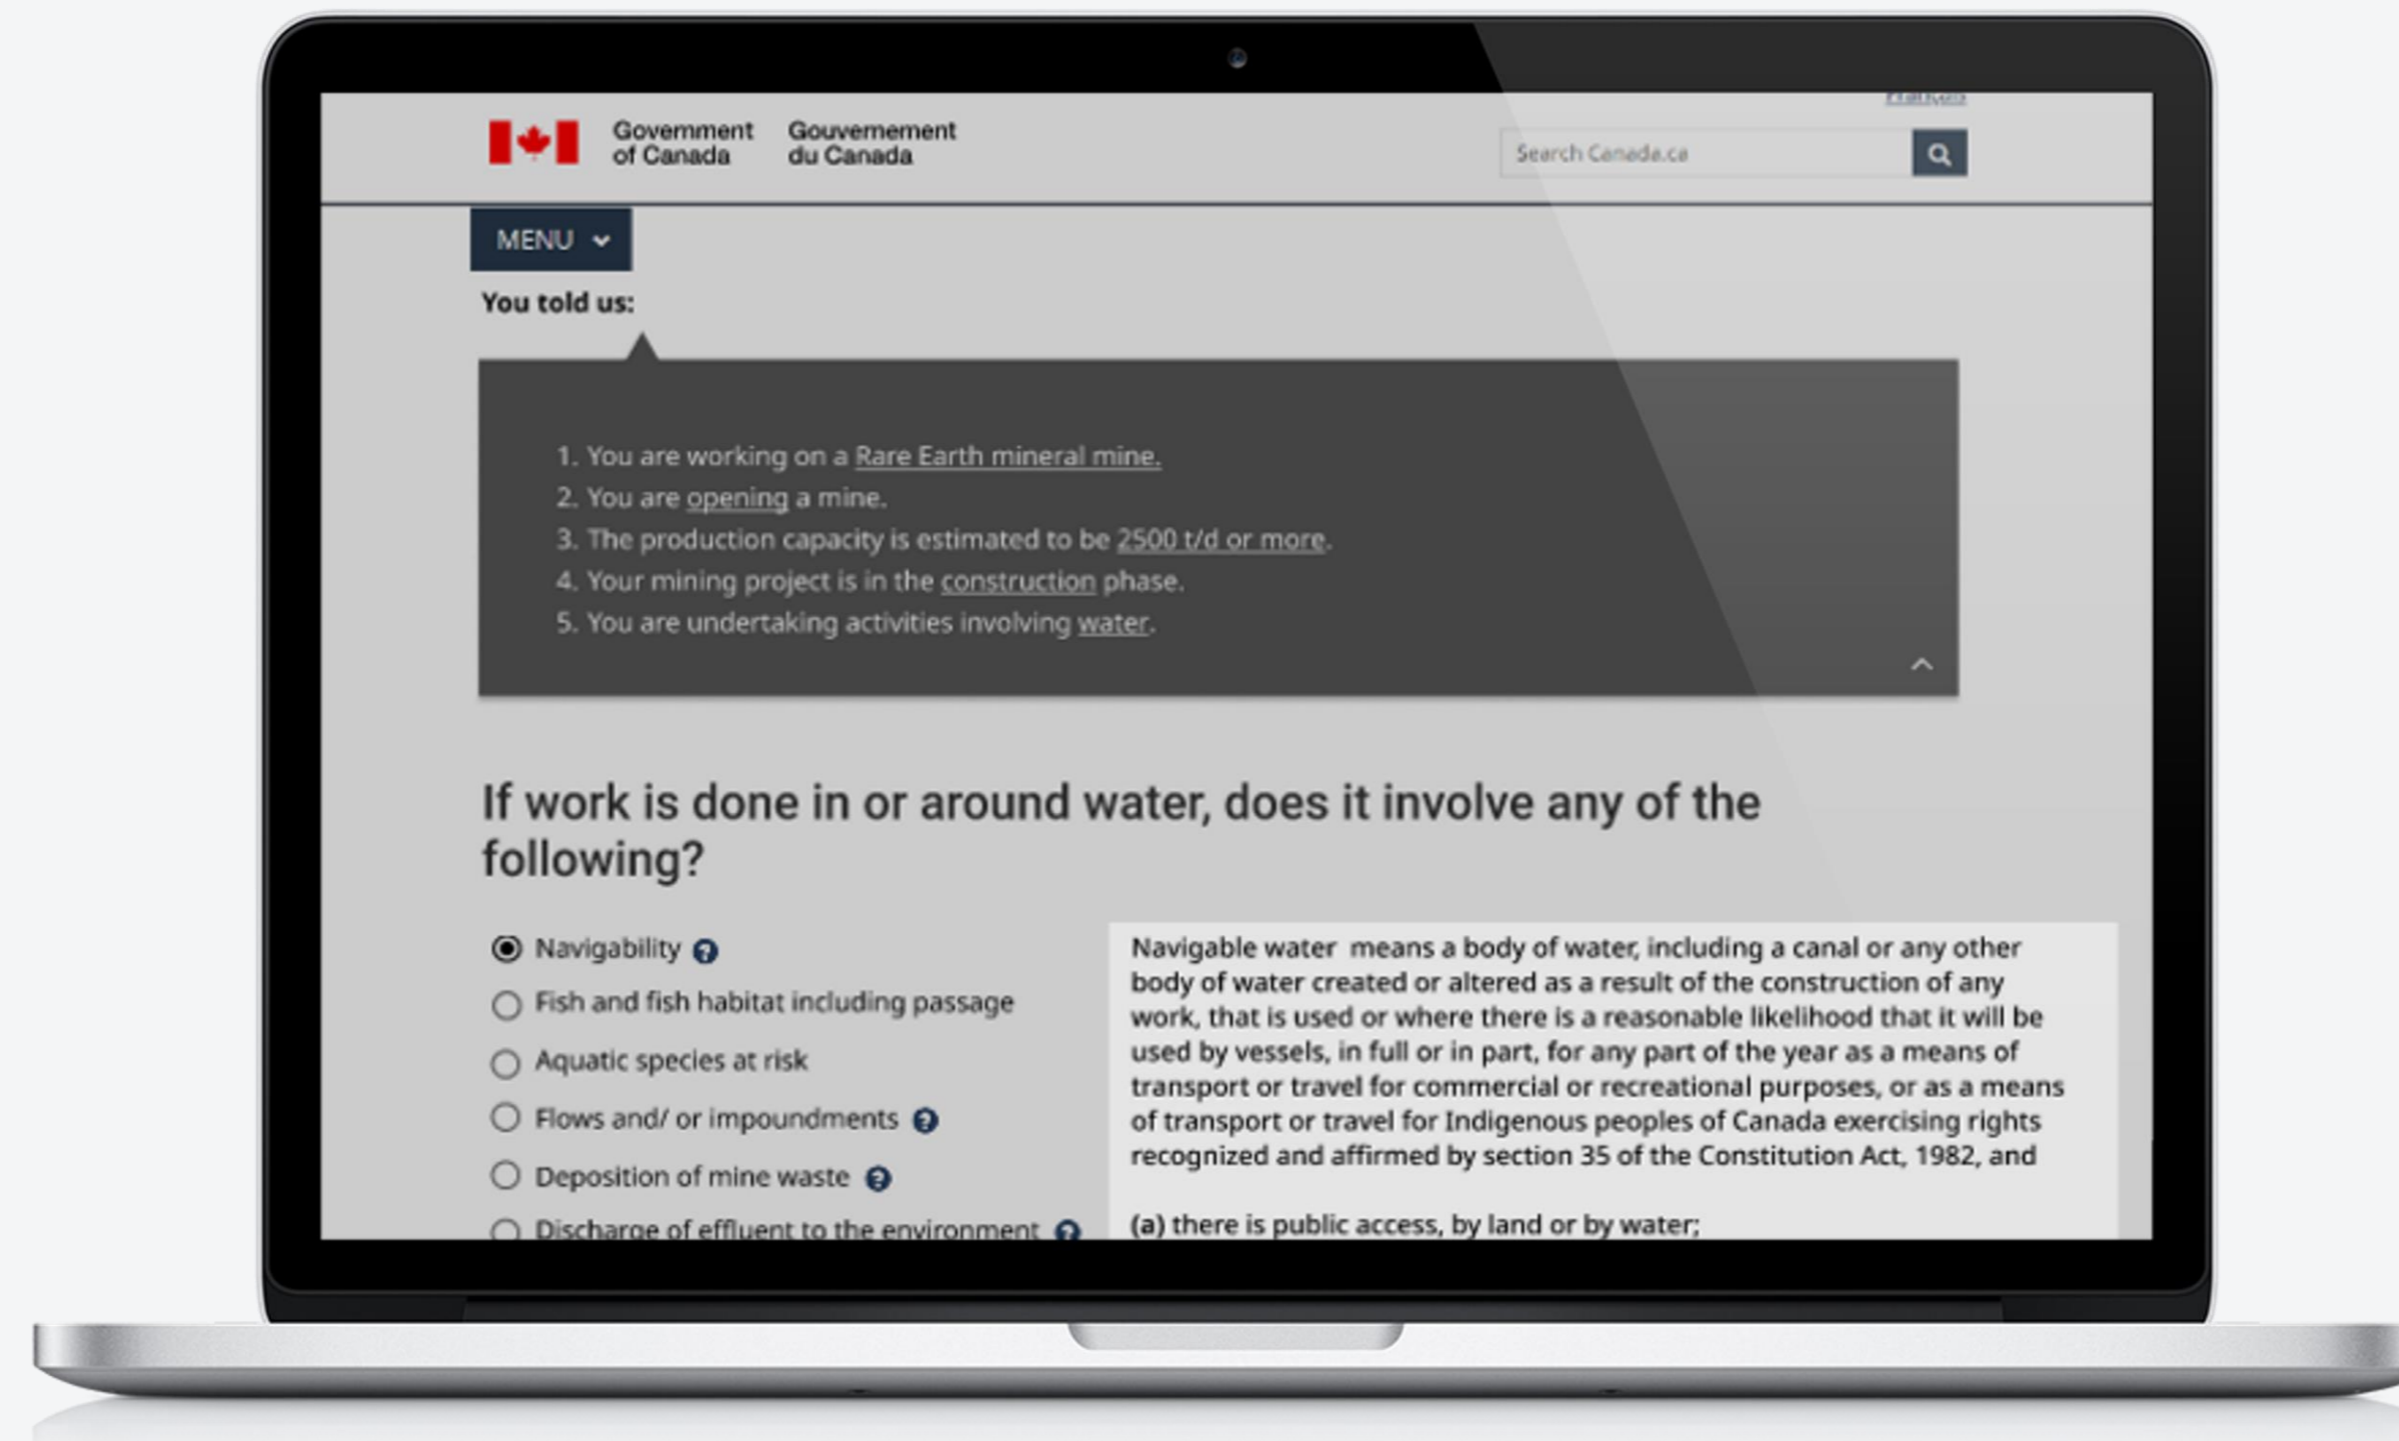 Français
Government
of Canada
Gouvernement
du Canada
Search Canada.ca
MENU
You told us:
1. You are working on a Rare Earth mineral mine.
2. You are opening a mine.
3. The production capacity is estimated to be 2500 t/d or more.
4. Your mining project is in the construction phase.
5. You are undertaking activities involving water.
If work is done in or around water, does it involve any of the
following?
Navigability ?
Fish and fish habitat including passage
Aquatic species at risk
Flows and/ or impoundments ?
Deposition of mine waste ?
Discharge of effluent to the environment ?
Navigable water means a body of water, including a canal or any other
body of water created or altered as a result of the construction of any
work, that is used or where there is a reasonable likelihood that it will be
used by vessels, in full or in part, for any part of the year as a means of
transport or travel for commercial or recreational purposes, or as a means
of transport or travel for Indigenous peoples of Canada exercising rights
recognized and affirmed by section 35 of the Constitution Act, 1982, and
(a) there is public access, by land or by water;